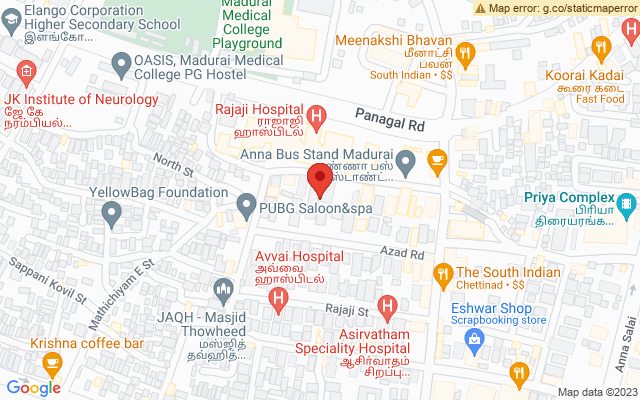 Elango Corporation
Higher Secondary School
இளங்கோ...
Madurai
Medical
College
Playground
Map error: g.co/staticmaperror
Meenakshi Bhavan
மீனாட்சி
பவன்
South Indian • $$
Koorai Kadai
கூரை கடை
Fast Food
OASIS, Madurai Medical
College PG Hostel
JK Institute of Neurology
ஜே.கே
நரம்பியல்...
Rajaji Hospital
ராஜாஜி
ஹாஸ்பிடல்
Panagal Rd
North St
Anna Bus Stand Madurai
ண்ணா பஸ்
ஸ்டாண்ட்...
YellowBag Foundation
PUBG Saloon&spa
Priya Complex
பிரியா
திரையரங்க...
Azad Rd
Avvai Hospital
அவ்வை
ஹாஸ்பிடல்
Sappani Kovil St
Mathichiyam E St
The South Indian
Chettinad • $$
JAQH - Masjid
Thowheed
மஸ்ஜித்
தவ்ஹித்...
Rajaji St
Eshwar Shop
Scrapbooking store
Anna Salai
Asirvatham
Speciality Hospital
ஆசிர்வாதம்
சிறப்பு...
Krishna coffee bar
Google
Map data ©2023